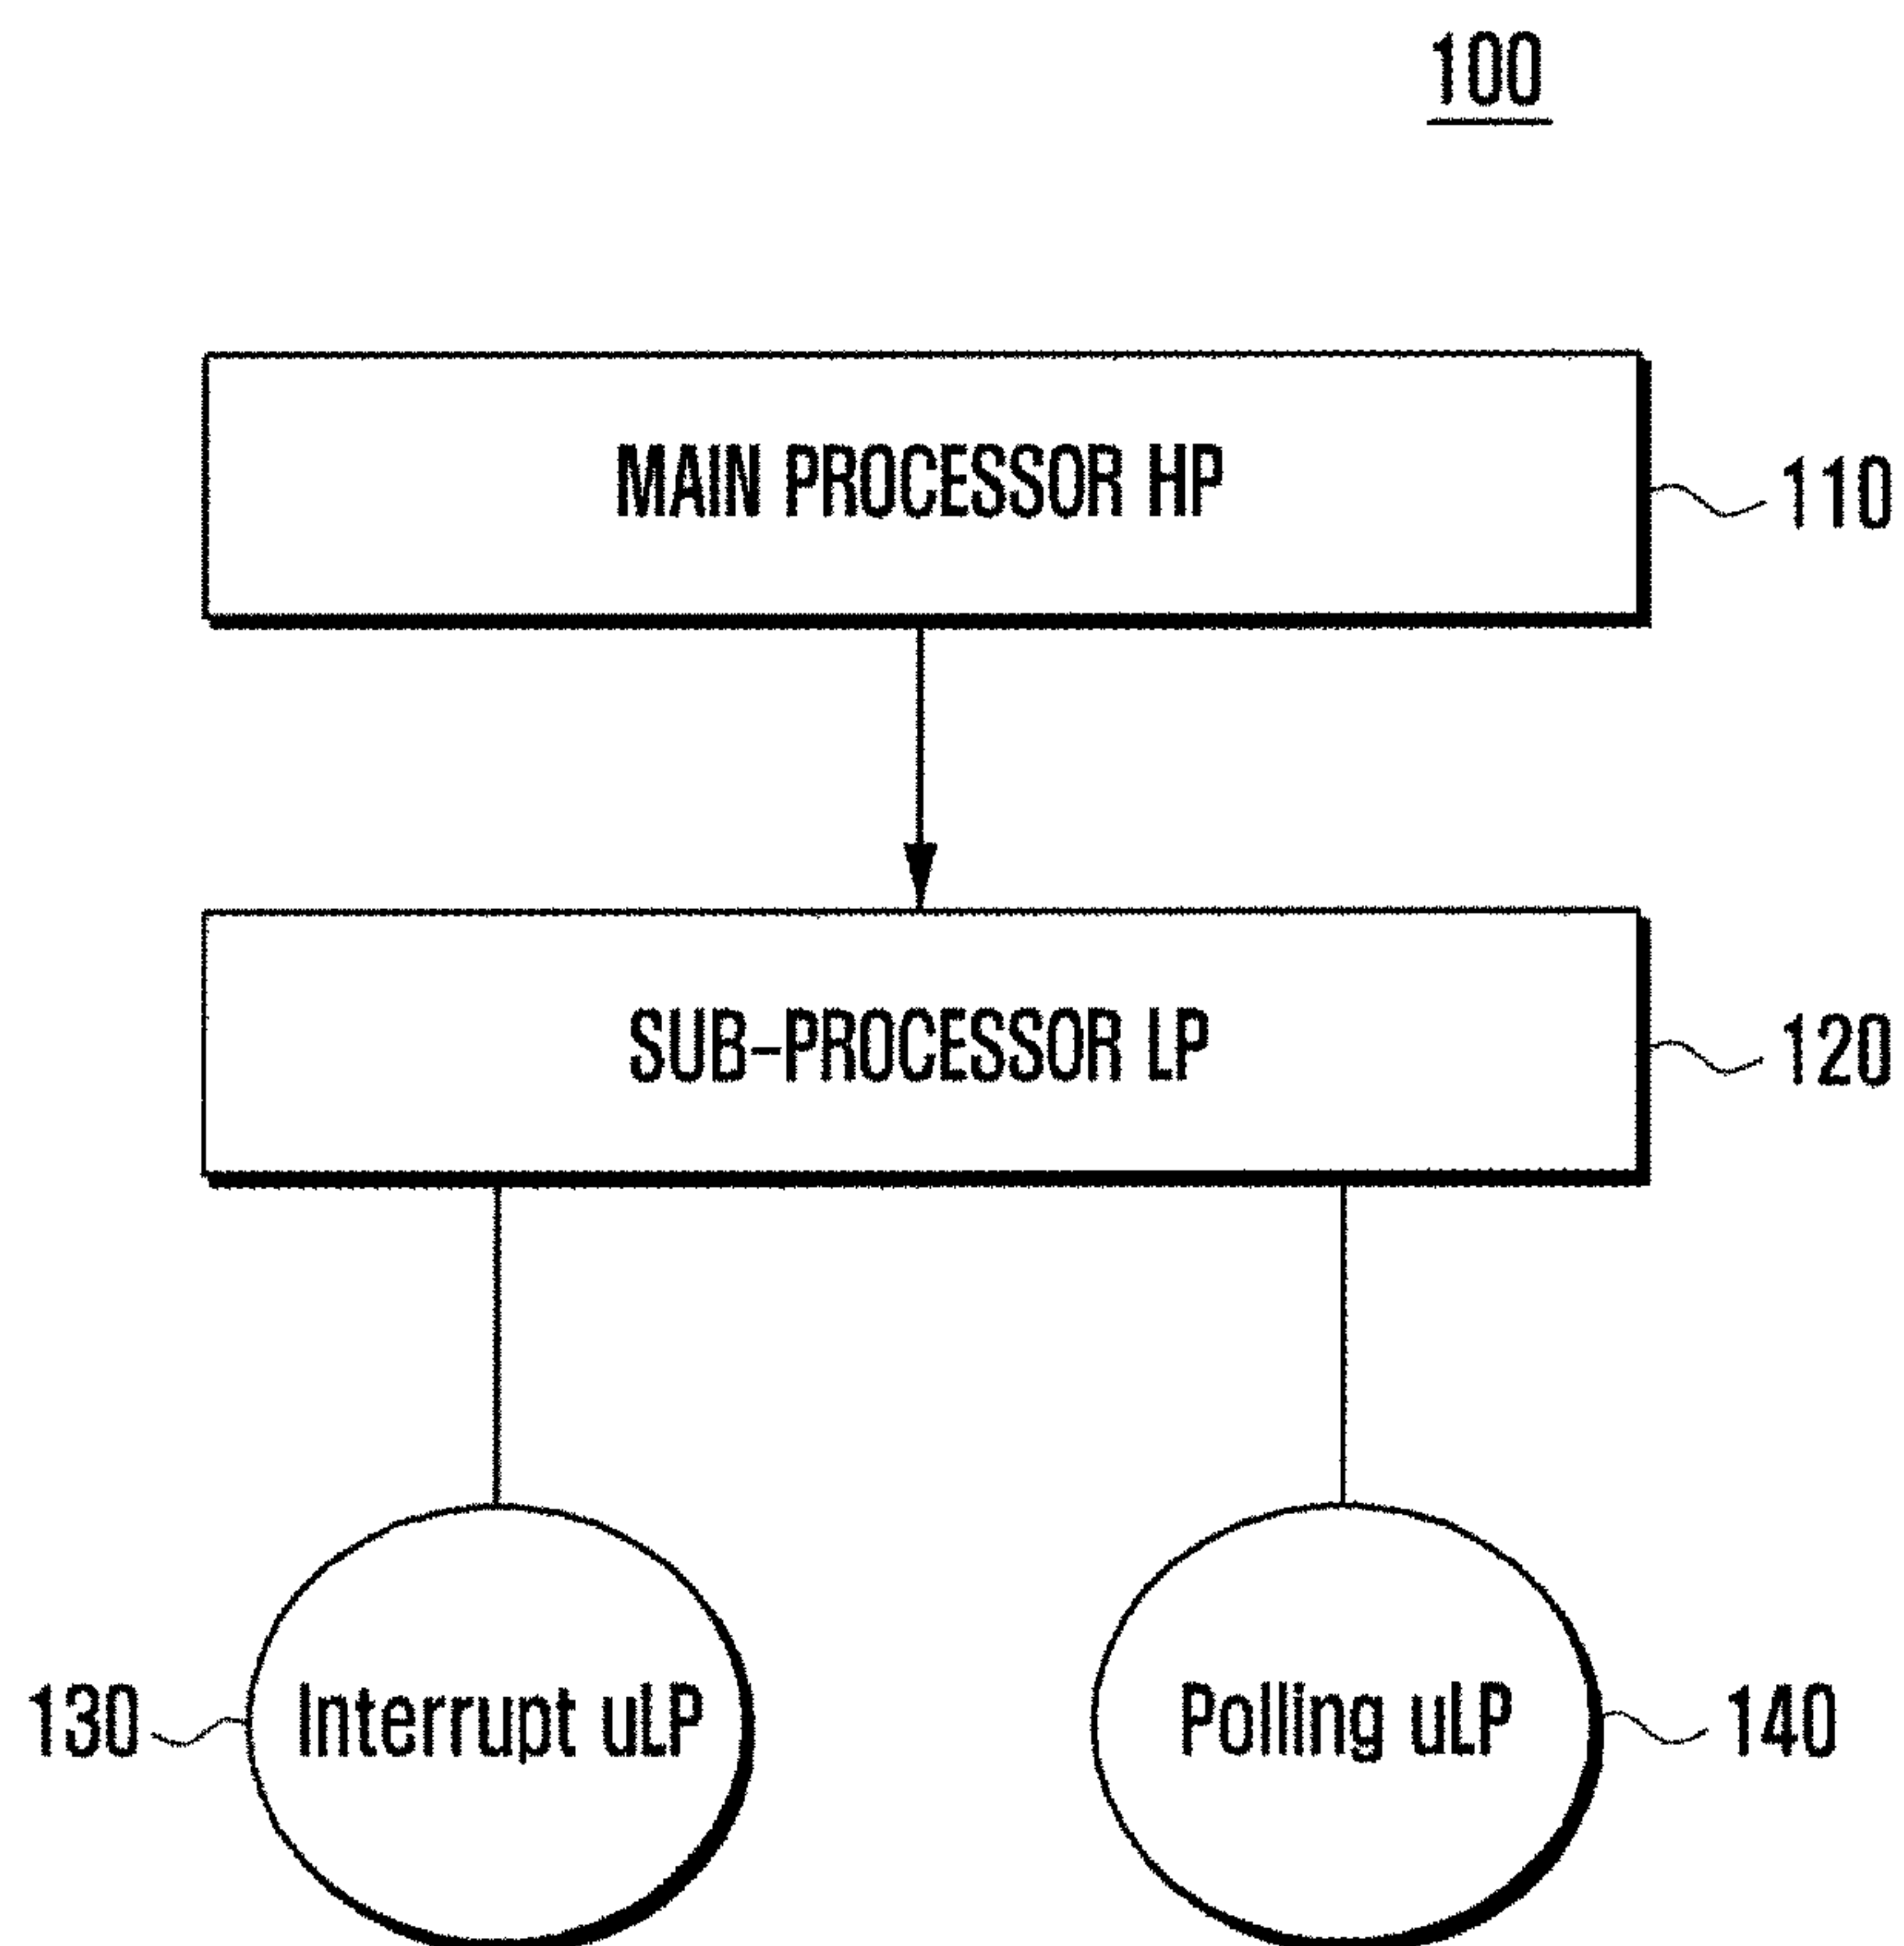 100
MAIN PROCESSOR HP
110
SUB-PROCESSOR LP
120
130
Interrupt uLP
Polling uLP
140